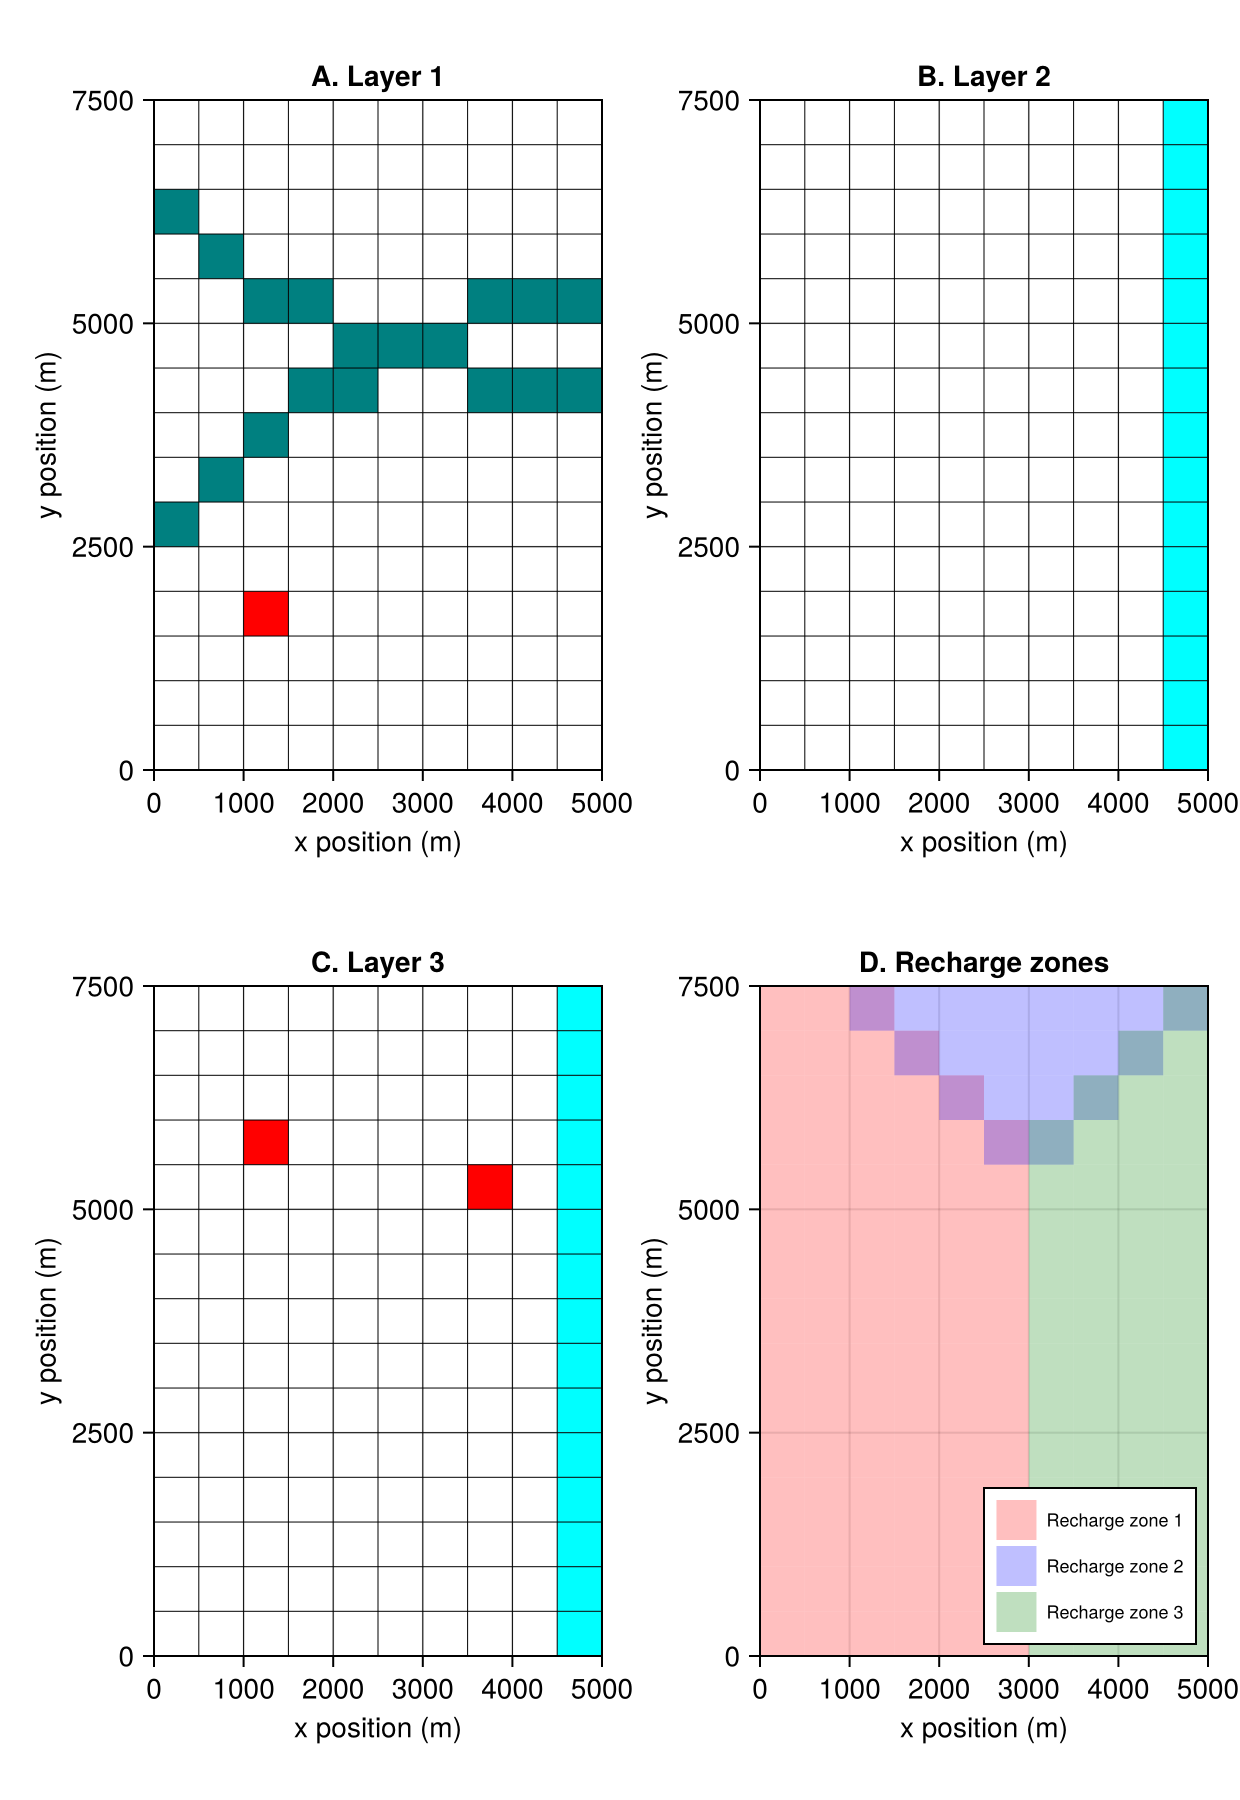 A. Layer 1
7500
5000
2500
0
y position (m)
0 1000 2000 3000 4000 5000
x position (m)
B. Layer 2
7500
5000
2500
0
y position (m)
0 1000 2000 3000 4000 5000
x position (m)
C. Layer 3
7500
5000
2500
0
y position (m)
0 1000 2000 3000 4000 5000
x position (m)
D. Recharge zones
7500
5000
2500
0
y position (m)
Recharge zone 1
Recharge zone 2
Recharge zone 3
0 1000 2000 3000 4000 5000
x position (m)